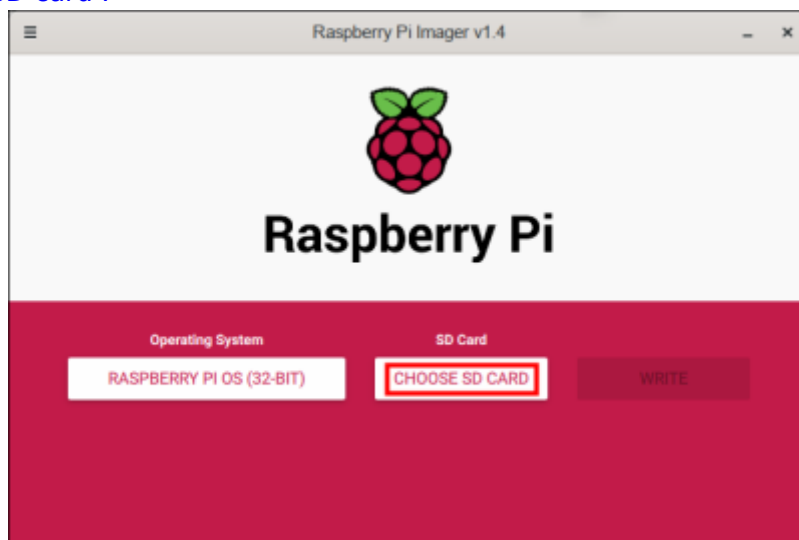 Raspberry Pi Imager v1.4
Raspberry Pi
Operating System
SD Card
RASPBERRY PI OS (32-BIT)
CHOOSE SD CARD
WRITE